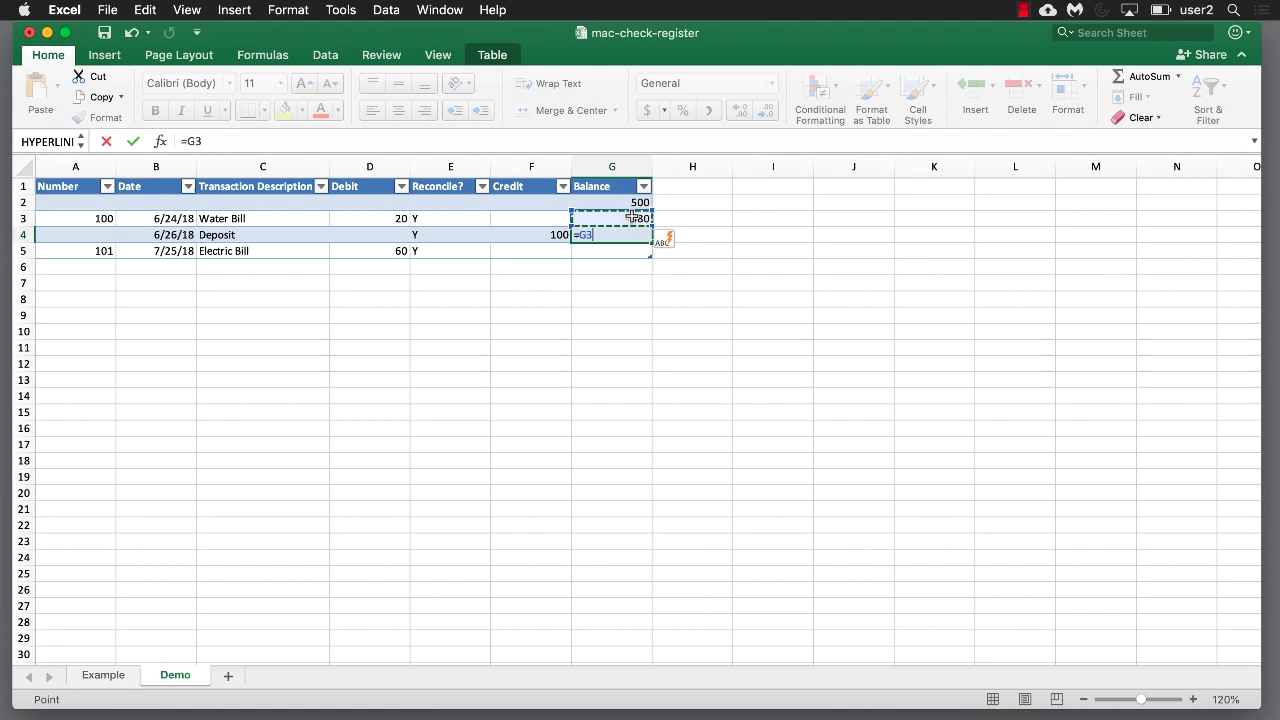 Excel File Edit View Insert Format Tools Data Window Help user2
mac-check-register
Search Sheet
Home Insert Page Layout Formulas Data Review View Table Share
Paste Cut Copy Format
Calibri (Body) 11 A A
B I U A
Wrap Text
Merge & Center
General
$ %
Conditional Formatting
Format as Table
Cell Styles
Insert Delete Format
AutoSum
Fill
Clear
Sort & Filter
HYPERLINI fx =G3
A B C D E F G H I J K L M N O
1 Number Date Transaction Description Debit Reconcile? Credit Balance
2 500
3 100 6/24/18 Water Bill 20 Y
4 6/26/18 Deposit Y 100 =G3 ABC
5 101 7/25/18 Electric Bill 60 Y
6
7
8
9
10
11
12
13
14
15
16
17
18
19
20
21
22
23
24
25
26
27
28
29
30
Example Demo
Point 120%